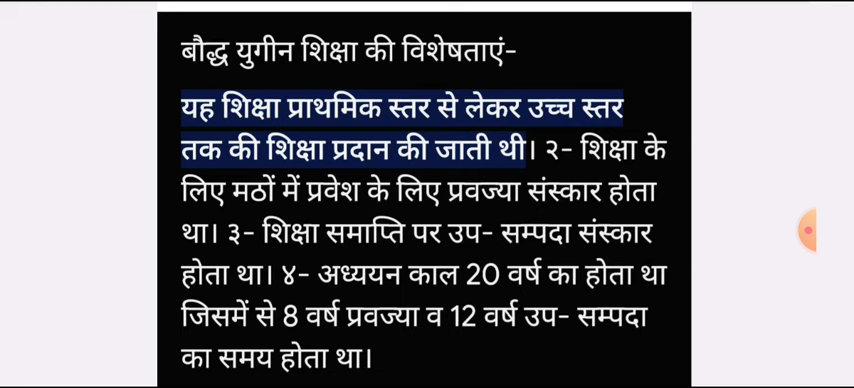 बौद्ध युगीन शिक्षा की विशेषताएं-
यह शिक्षा प्राथमिक स्तर से लेकर उच्च स्तर
तक की शिक्षा प्रदान की जाती थी। २- शिक्षा के
लिए मठों में प्रवेश के लिए प्रवज्या संस्कार होता
था। ३- शिक्षा समाप्ति पर उप- सम्पदा संस्कार
होता था। ४- अध्ययन काल 20 वर्ष का होता था
जिसमें से 8 वर्ष प्रवज्या व 12 वर्ष उप- सम्पदा
का समय होता था।